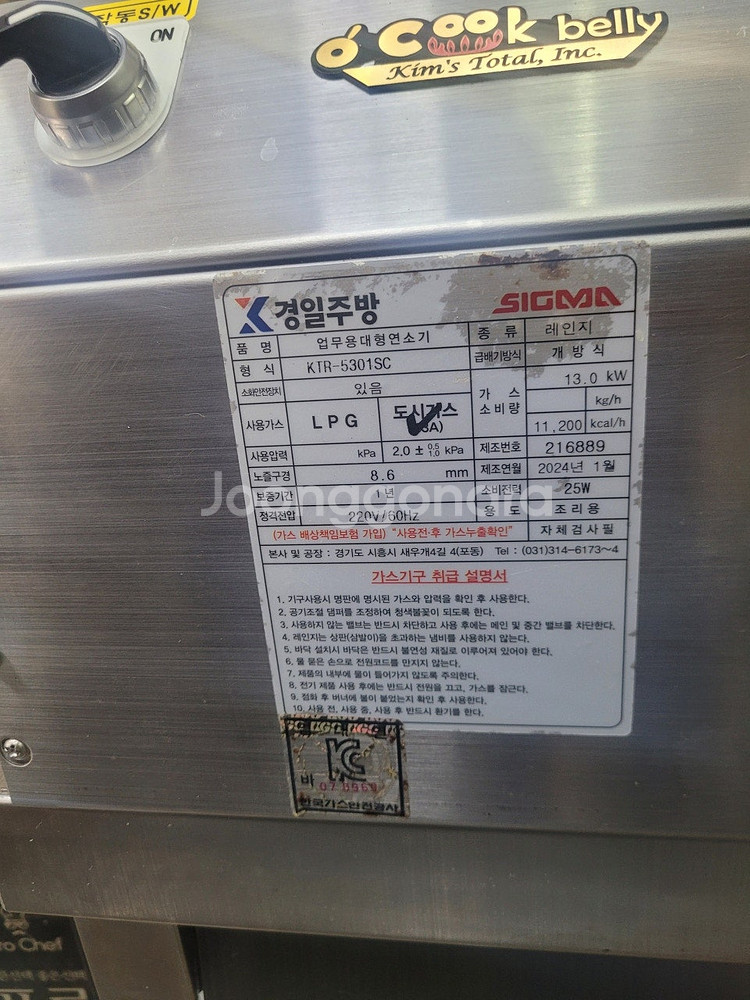 작동S/W
ON
o'cook belly
Kim's Total, Inc.
경일주방 SIGMA
품 명 업무용대형연소기 종 류 레인지
형 식 KTR-5301SC 급배기방식 개 방 식
소화안전장치 있음 가 스 소비량 13.0 kW
kg/h
사용가스 LPG 도시가스 11,200 kcal/h
사용압력 kPa 2.0 ± 0.5 1.0 kPa 제조번호 216889
노즐구경 8.6 mm 제조연월 2024년 1월
보증기간 1년 소비전력 25W
정격전압 220V/60Hz 용 도 조리용
(가스 배상책임보험 가입) "사용전·후 가스누출확인" 자체검사필
본사 및 공장 : 경기도 시흥시 새우개4길 4(포동) Tel : (031)314-6173~4
가스기구 취급 설명서
1. 기구사용시 명판에 명시된 가스와 압력을 확인 후 사용한다.
2. 공기조절 댐퍼를 조정하여 청색불꽃이 되도록 한다.
3. 사용하지 않는 밸브는 반드시 차단하고 사용 후에는 메인 및 중간 밸브를 차단한다.
4. 레인지는 상판(삼발이)을 초과하는 냄비를 사용하지 않는다.
5. 바닥 설치시 바닥은 반드시 불연성 재질로 이루어져 있어야 한다.
6. 물 묻은 손으로 전원코드를 만지지 않는다.
7. 제품의 내부에 물이 들어가지 않도록 주의한다.
8. 전기 제품 사용 후에는 반드시 전원을 끄고, 가스를 잠근다.
9. 점화 후 버너에 불이 붙었는지 확인 후 사용한다.
10. 사용 전, 사용 중, 사용 후 반드시 환기를 한다.
Joonggonara
바
한국가스안전공사
ro Chef